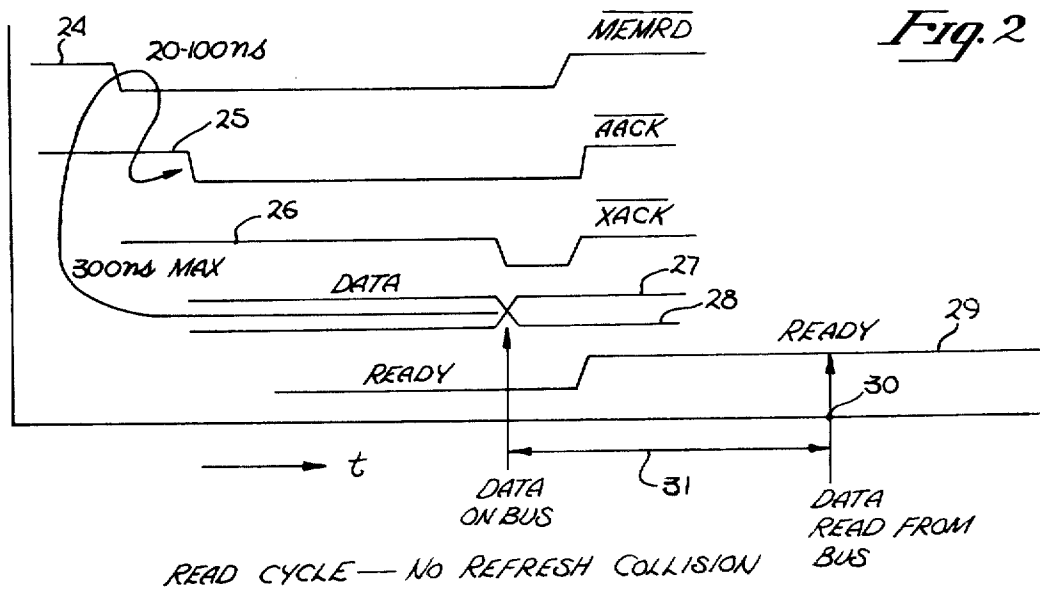 24
20-100ns
MEMRD
Fig. 2
25
AACK
26
XACK
300ns MAX
DATA
27
28
READY
29
READY
30
t
31
DATA
ON BUS
DATA
READ FROM
BUS
READ CYCLE — NO REFRESH COLLISION